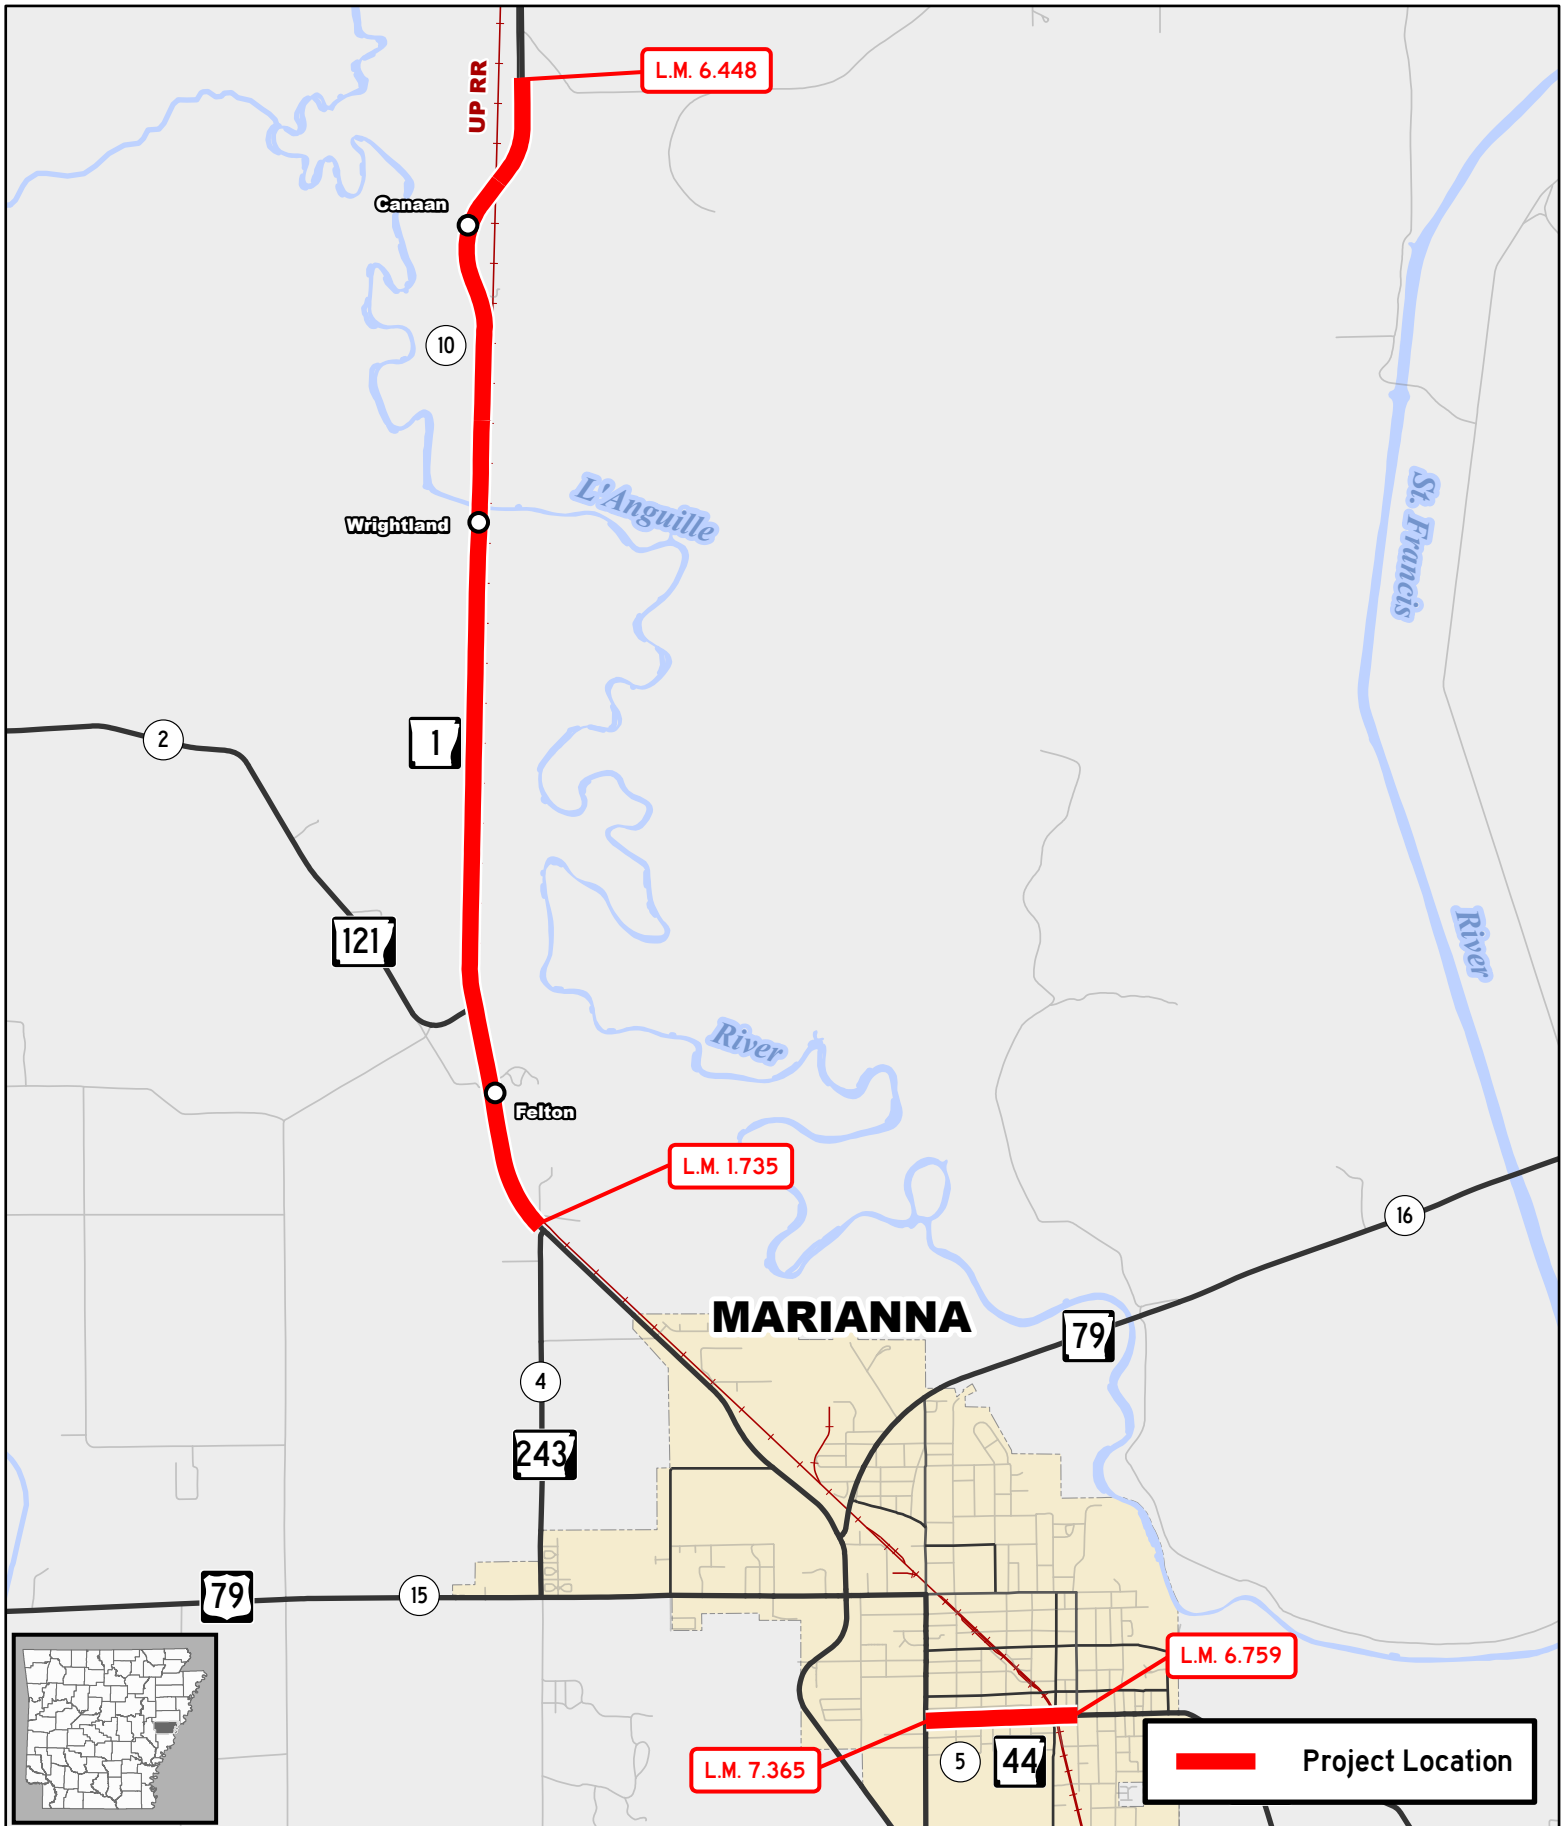 L.M. 6.448
UP RR
Canaan
10
Wrightland
L'Anguille
St. Francis
2
1
121
River
River
Felton
L.M. 1.735
16
MARIANNA
79
4
243
79
15
L.M. 6.759
L.M. 7.365
5
44
Project Location